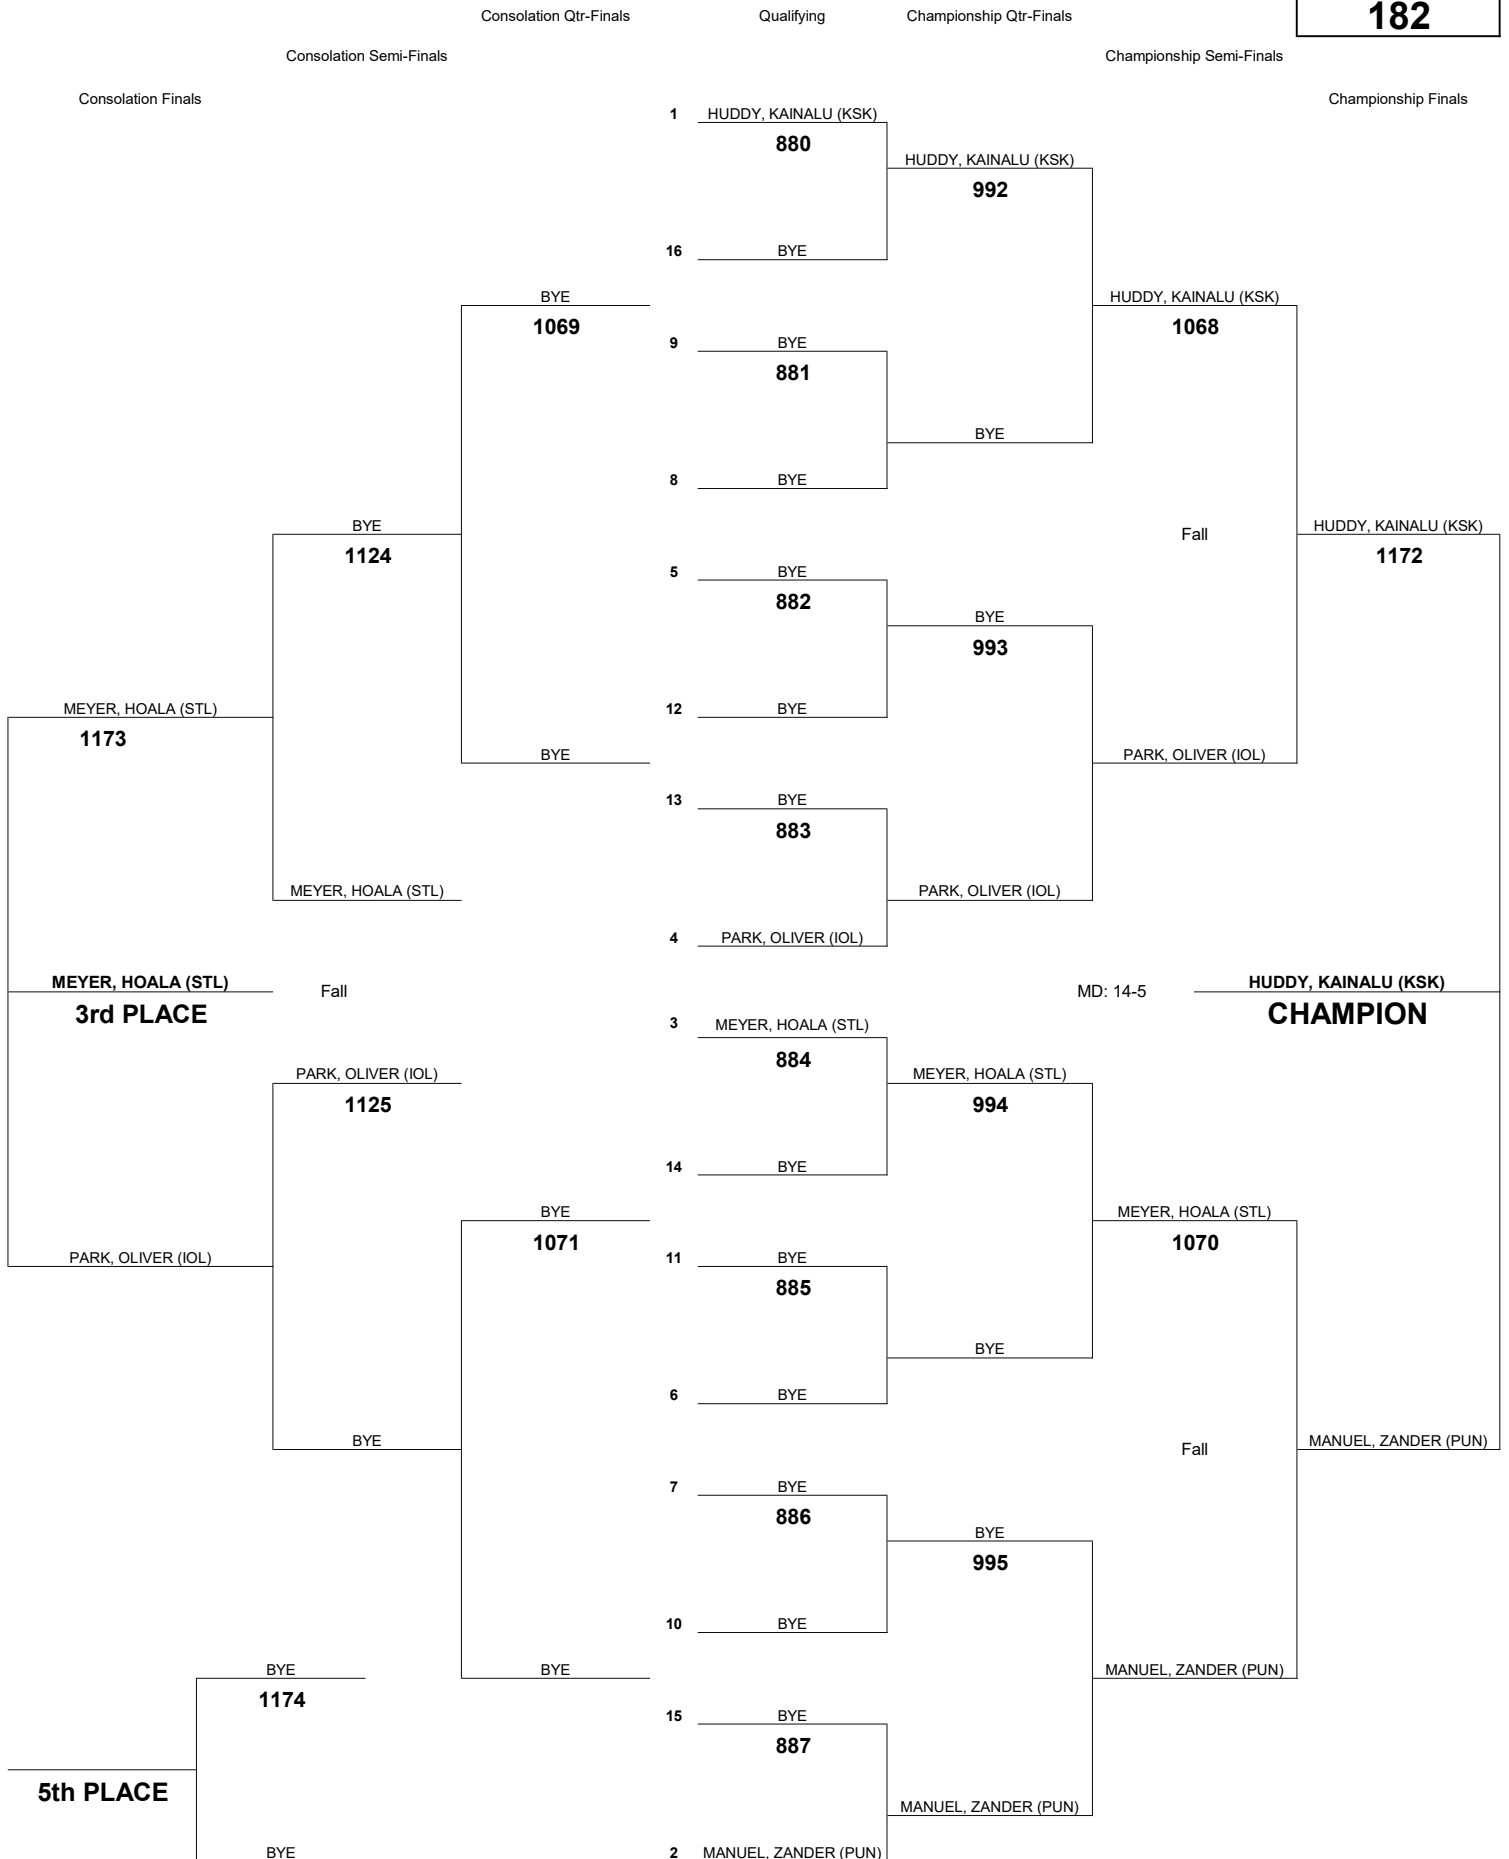 Consolation Qtr-Finals Qualifying Championship Qtr-Finals 182
Consolation Semi-Finals Championship Semi-Finals
Consolation Finals Championship Finals
1 HUDDY, KAINALU (KSK)
880
HUDDY, KAINALU (KSK)
992
16 BYE
BYE HUDDY, KAINALU (KSK)
1069 1068
9 BYE
881
BYE
8 BYE
BYE Fall HUDDY, KAINALU (KSK)
1124 1172
5 BYE
882
BYE
993
MEYER, HOALA (STL) 12 BYE
1173
BYE PARK, OLIVER (IOL)
13 BYE
883
MEYER, HOALA (STL) PARK, OLIVER (IOL)
4 PARK, OLIVER (IOL)
MEYER, HOALA (STL) Fall MD: 14-5 HUDDY, KAINALU (KSK)
3rd PLACE CHAMPION
3 MEYER, HOALA (STL)
884
PARK, OLIVER (IOL) MEYER, HOALA (STL)
1125 994
14 BYE
BYE MEYER, HOALA (STL)
1071 1070
PARK, OLIVER (IOL) 11 BYE
885
BYE
6 BYE
BYE Fall MANUEL, ZANDER (PUN)
7 BYE
886
BYE
995
10 BYE
BYE BYE MANUEL, ZANDER (PUN)
1174
15 BYE
887
5th PLACE
MANUEL, ZANDER (PUN)
BYE 2 MANUEL, ZANDER (PUN)